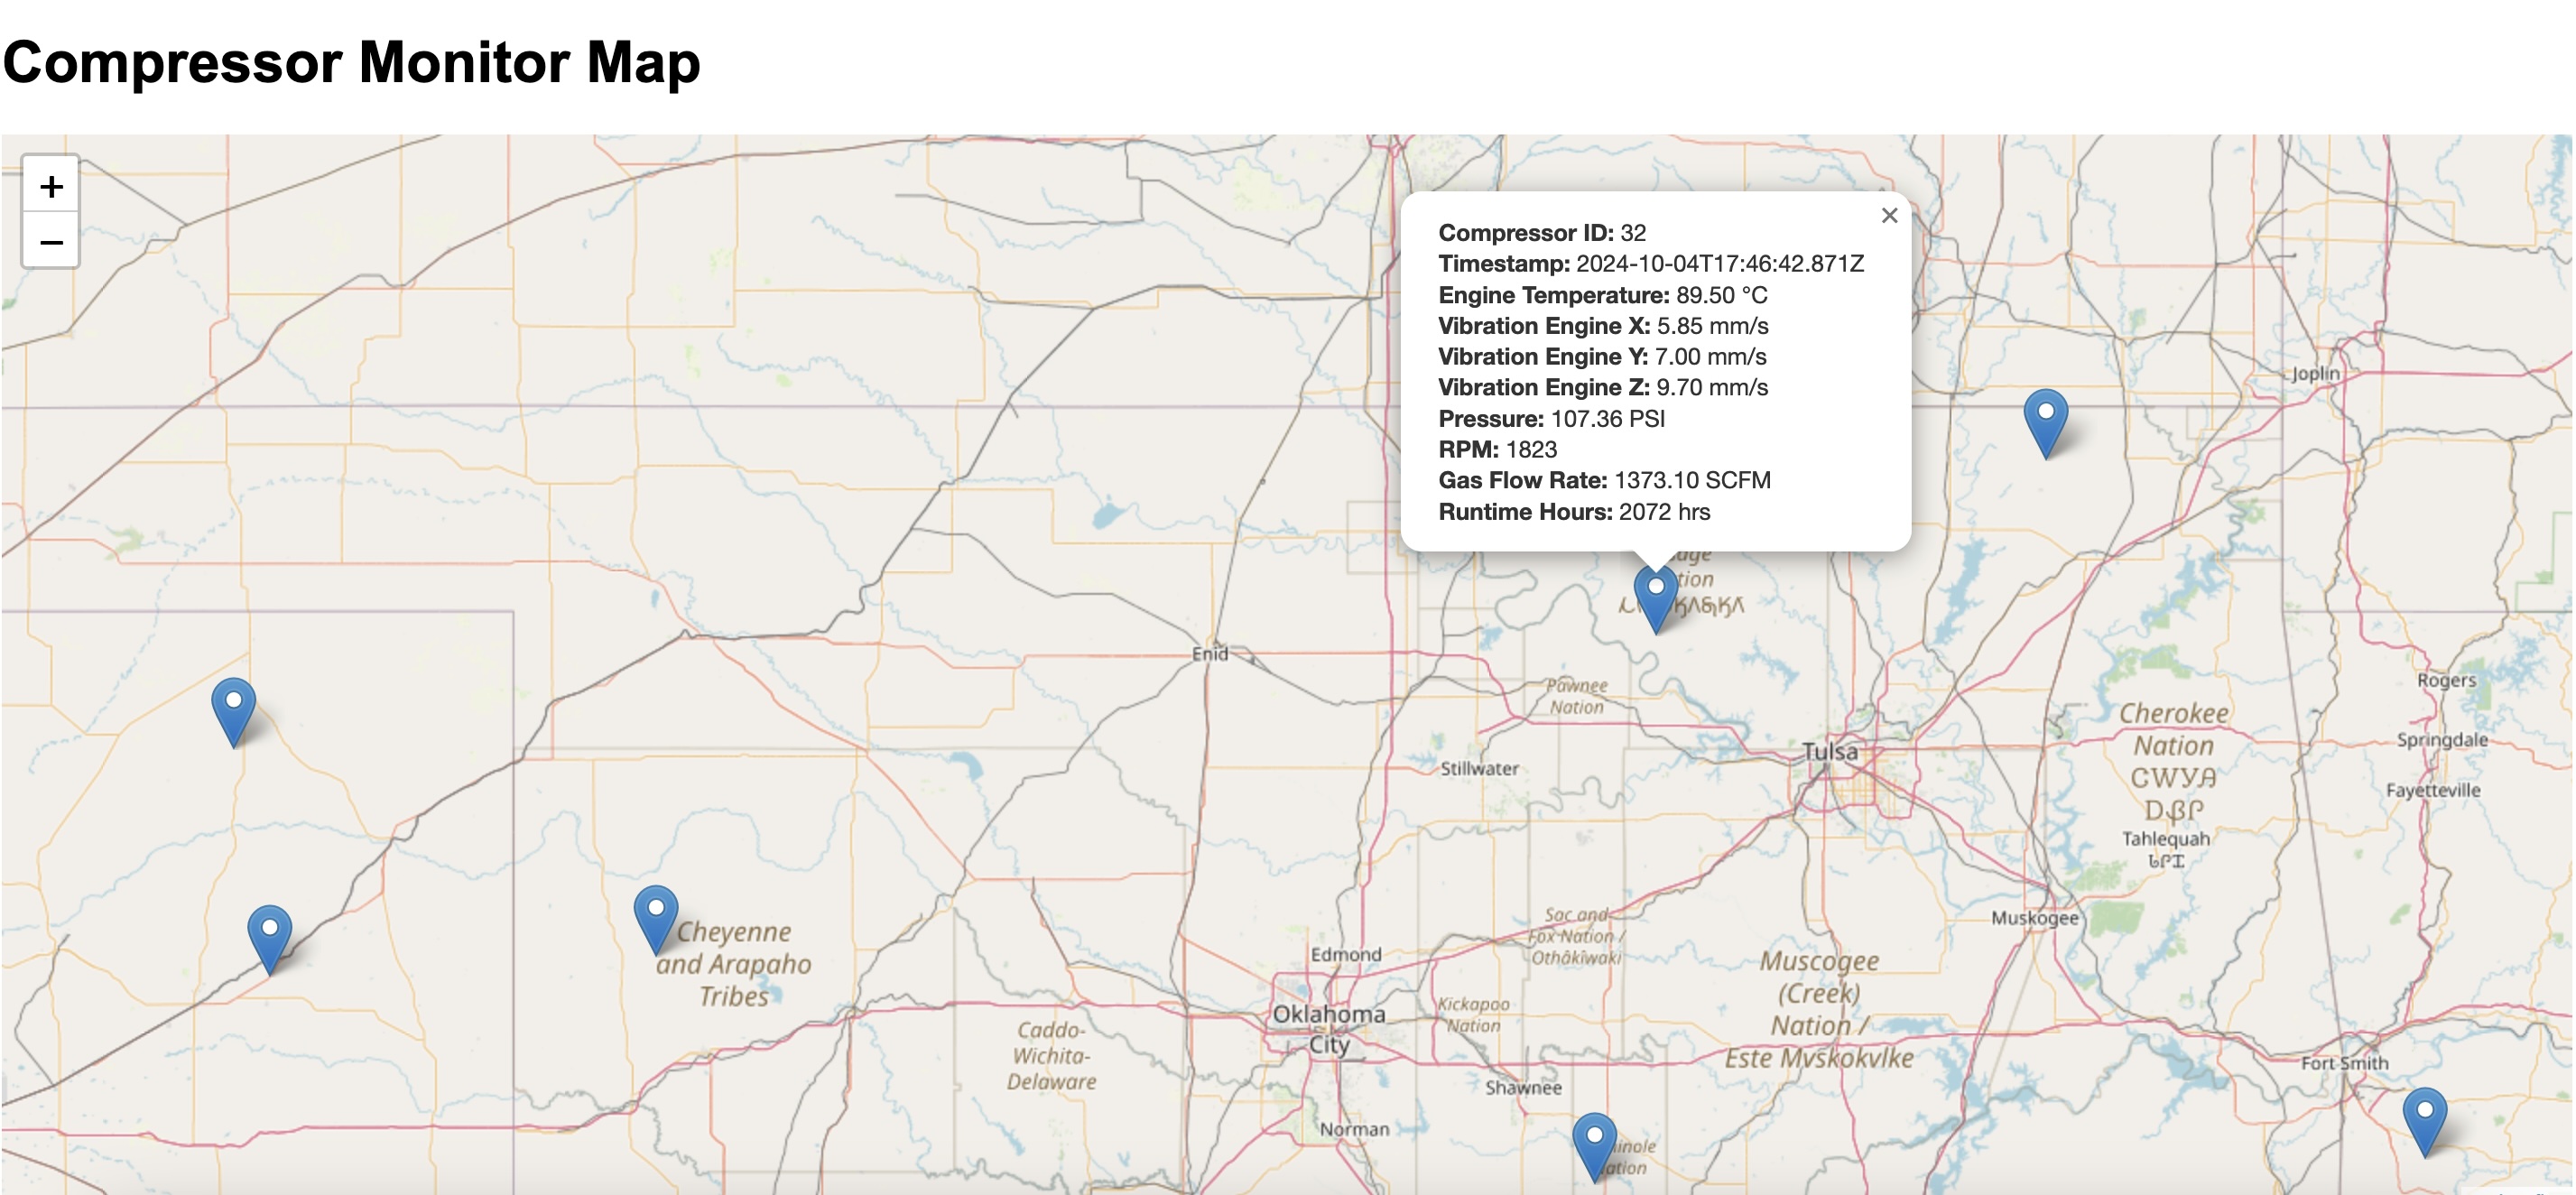 Compressor Monitor Map
+
−
×
Compressor ID: 32
Timestamp: 2024-10-04T17:46:42.871Z
Engine Temperature: 89.50 °C
Vibration Engine X: 5.85 mm/s
Vibration Engine Y: 7.00 mm/s
Vibration Engine Z: 9.70 mm/s
Pressure: 107.36 PSI
RPM: 1823
Gas Flow Rate: 1373.10 SCFM
Runtime Hours: 2072 hrs
Joplin
Enid
Pawnee
Nation
Rogers
Cherokee
Nation
ᏣᎳᎩᎯ
ᎠᏰᎵ
Springdale
Tulsa
Stillwater
Fayetteville
Tahlequah
ᏓᎵᏆ
Muskogee
Sac and
Fox Nation /
Othâkîwaki
Cheyenne
and Arapaho
Tribes
Edmond
Muscogee
(Creek)
Nation /
Este Mvskokvlke
Kickapoo
Nation
Oklahoma
City
Caddo-
Wichita-
Delaware
Fort Smith
Shawnee
Norman